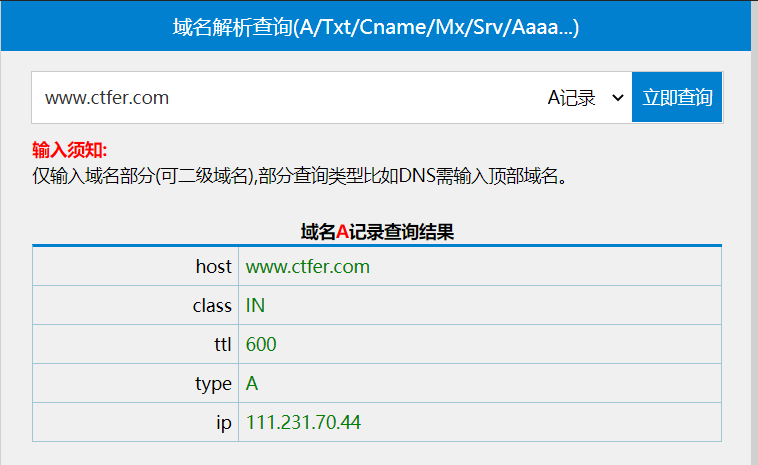 域名解析查询(A/Txt/Cname/Mx/Srv/Aaaa...)
www.ctfer.com A记录 立即查询
输入须知:
仅输入域名部分(可二级域名),部分查询类型比如DNS需输入顶部域名。
域名A记录查询结果
host www.ctfer.com
class IN
ttl 600
type A
ip 111.231.70.44